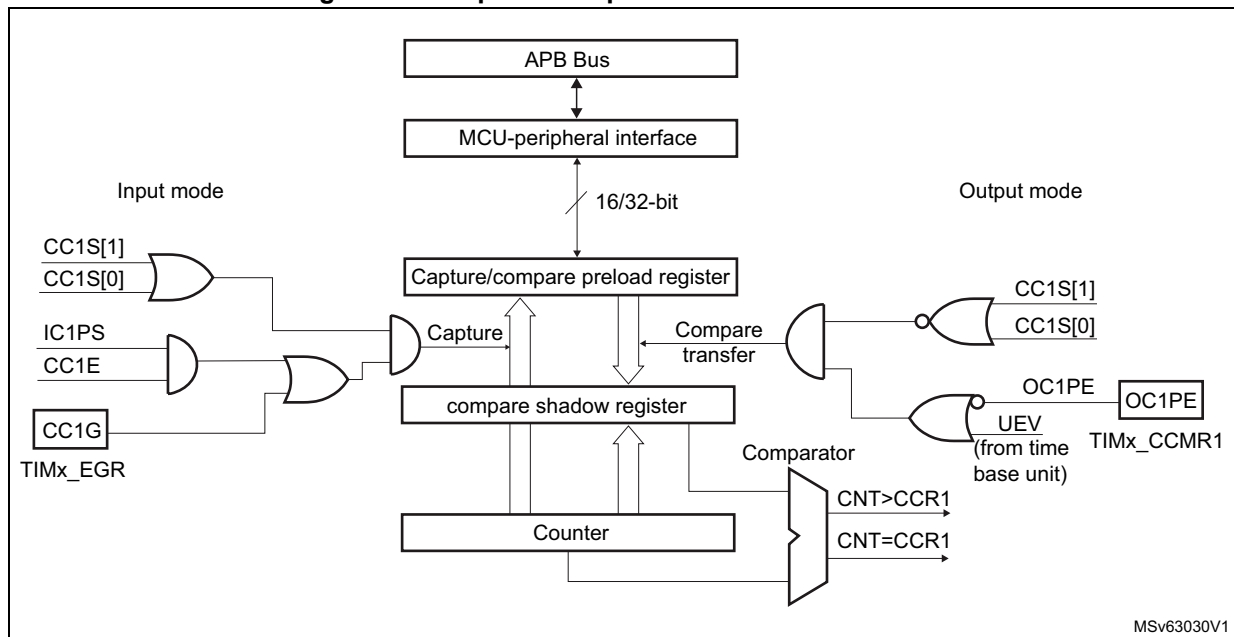 APB Bus
MCU-peripheral interface
Input mode
16/32-bit
Output mode
CC1S[1]
CC1S[0]
Capture/compare preload register
CC1S[1]
CC1S[0]
IC1PS
CC1E
Capture
Compare
transfer
CC1G
TIMx_EGR
compare shadow register
OC1PE
OC1PE
UEV
(from time
base unit)
TIMx_CCMR1
Comparator
CNT>CCR1
Counter
CNT=CCR1
MSv63030V1